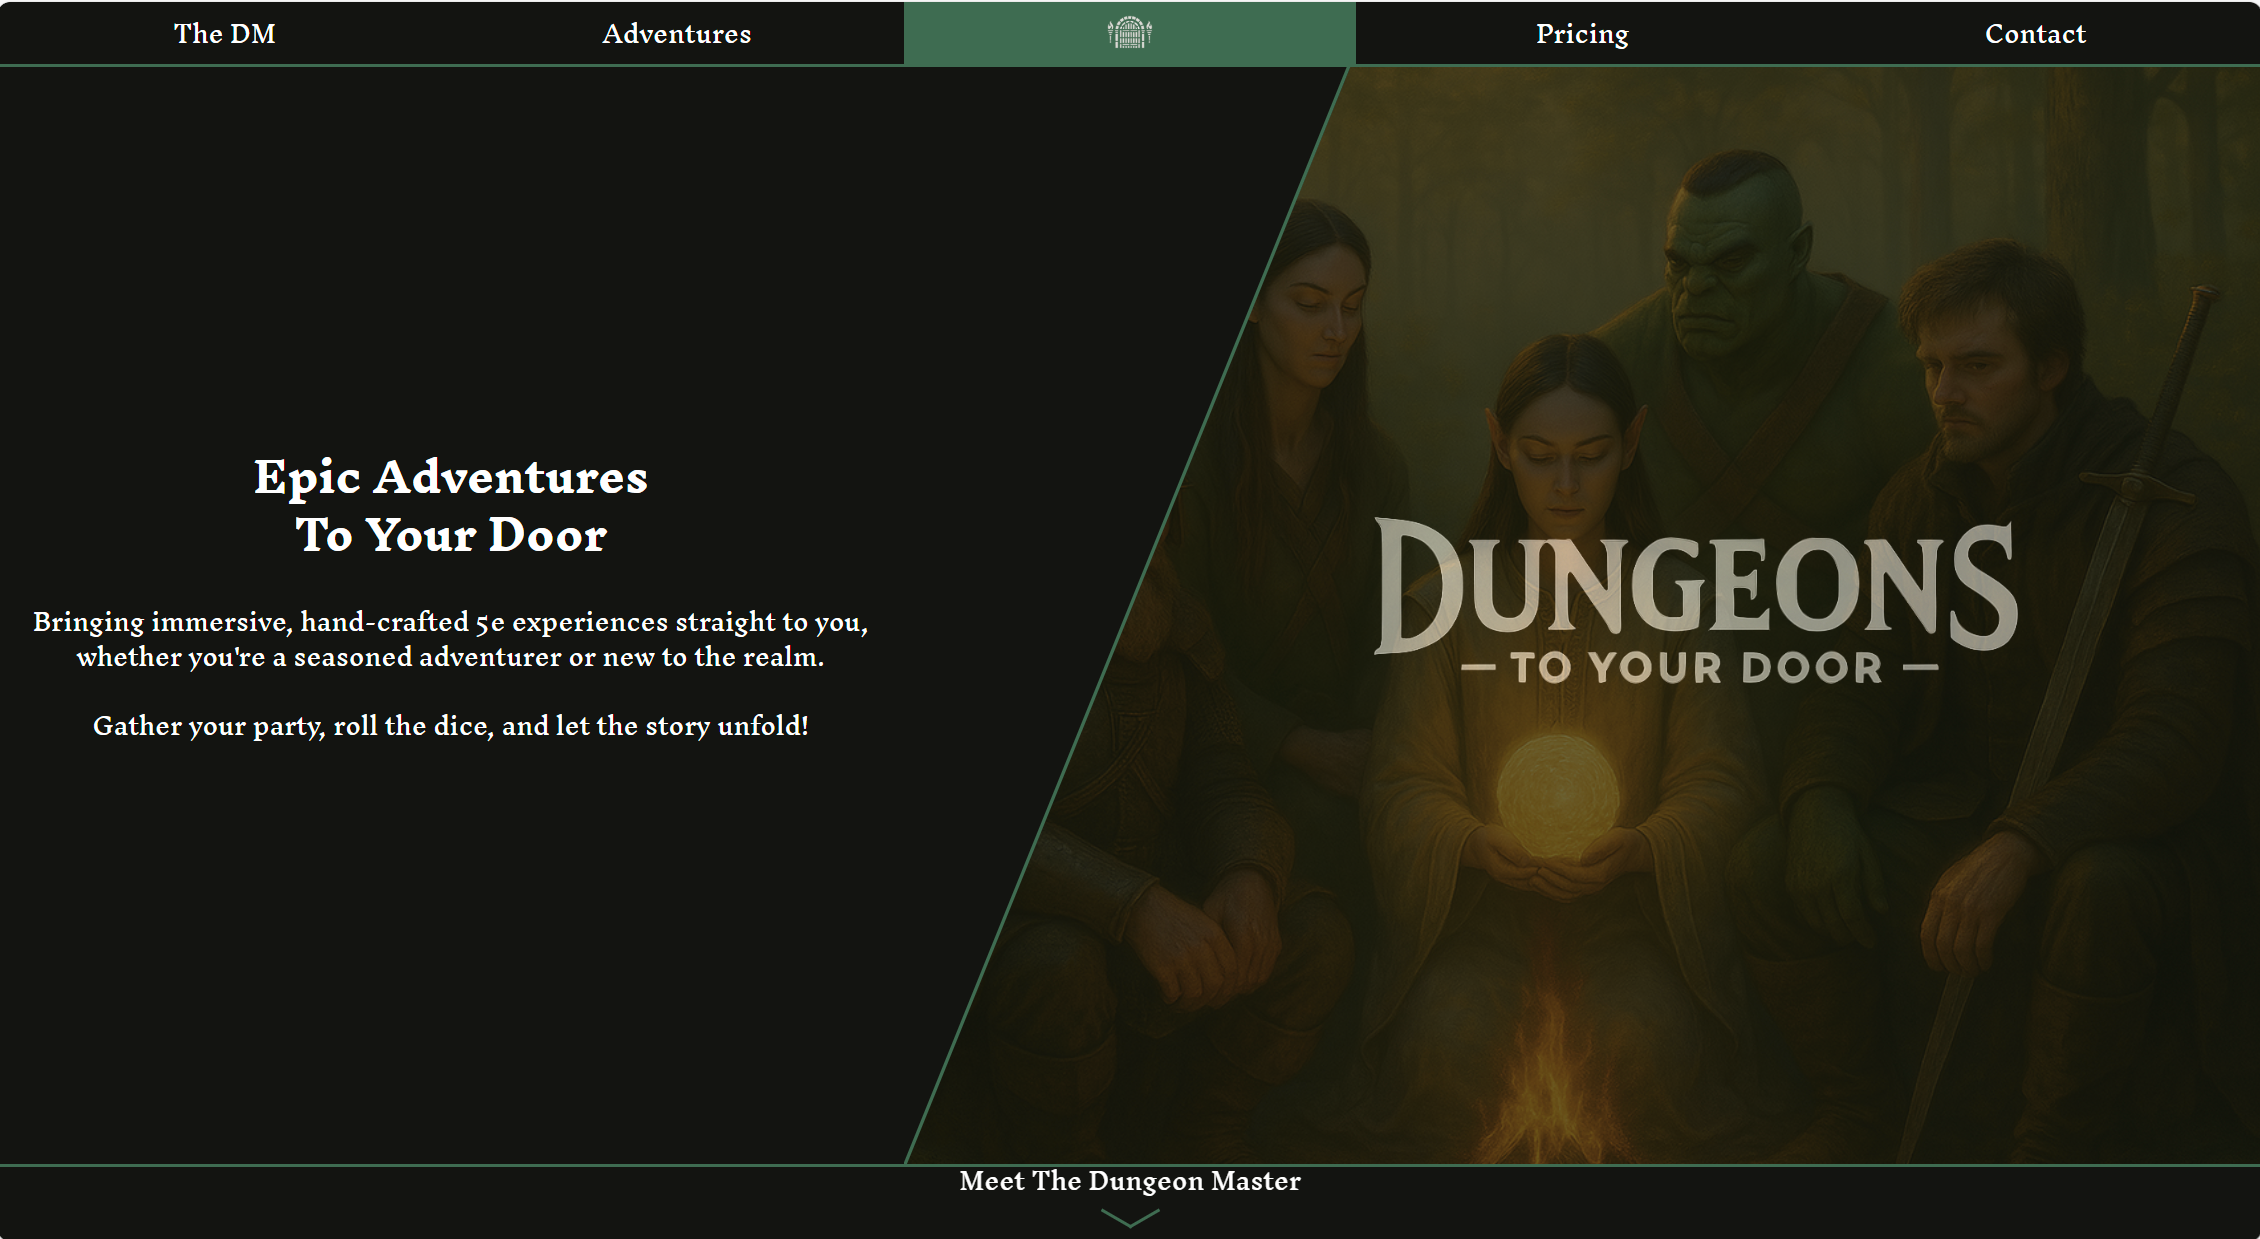 The DM
Adventures
Pricing
Contact
Epic Adventures
To Your Door
Bringing immersive, hand-crafted 5e experiences straight to you,
whether you're a seasoned adventurer or new to the realm.
Gather your party, roll the dice, and let the story unfold!
DUNGEONS
— TO YOUR DOOR —
Meet The Dungeon Master